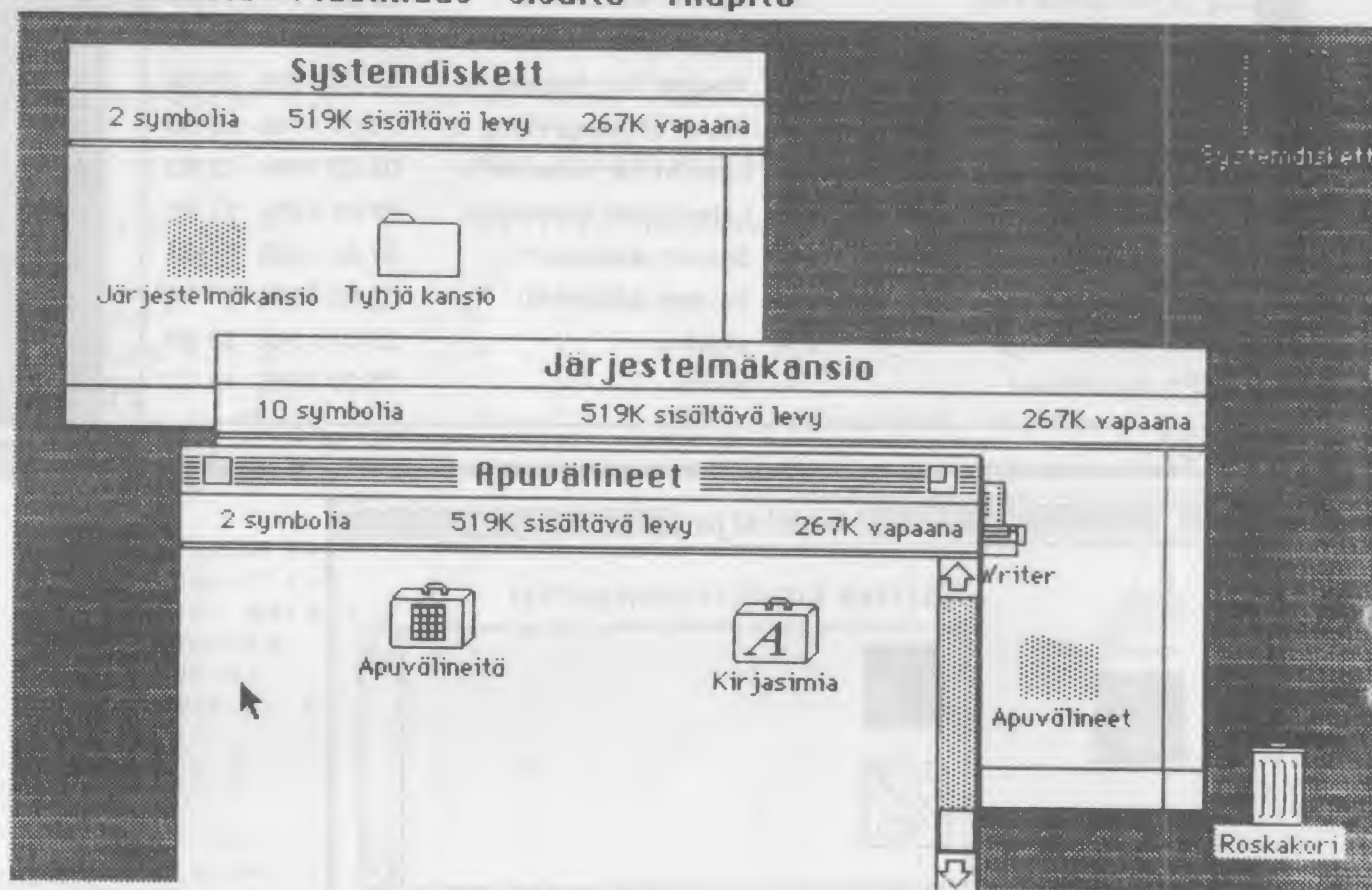 Systemdiskett
2 symbolia 519K sisältävä levy 267K vapaana
Systemdiskett
Järjestelmäkansio Tyhjä kansio
Järjestelmäkansio
10 symbolia 519K sisältävä levy 267K vapaana
Apuvälineet
2 symbolia 519K sisältävä levy 267K vapaana
Writer
Apuvälineitä
Kirjasimia
Apuvälineet
Roskakori